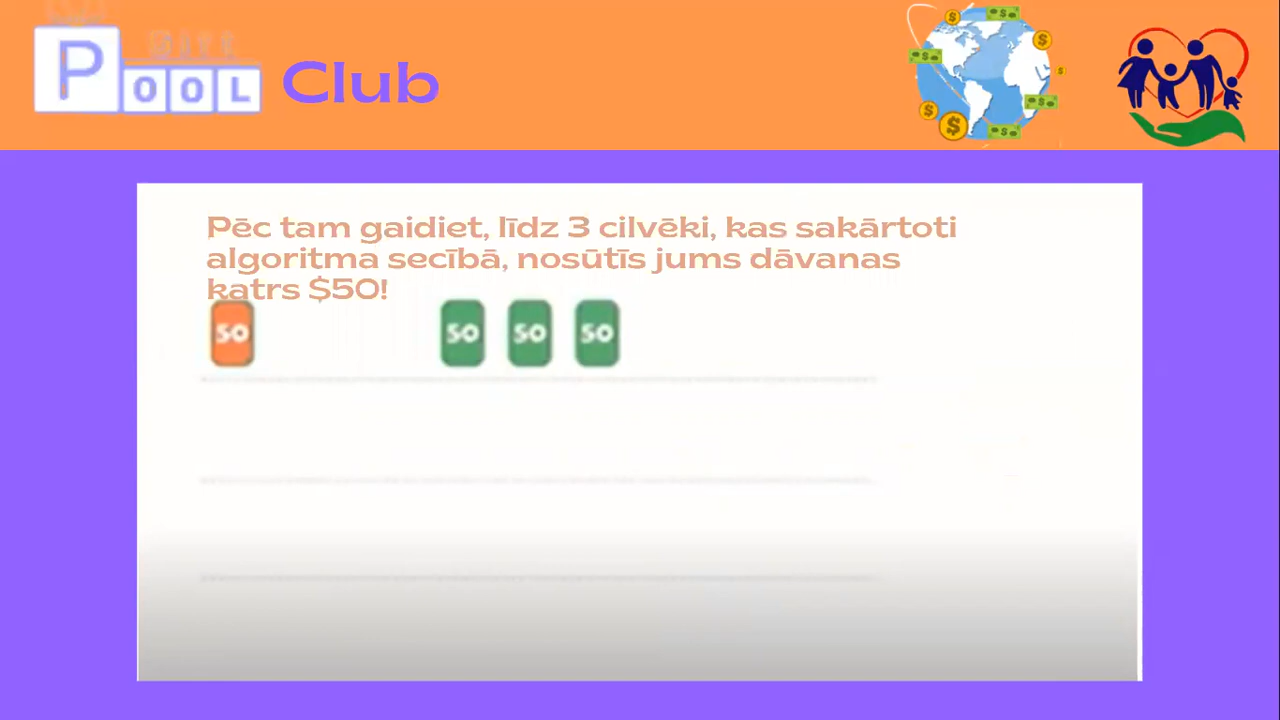 GIFT
POOL Club
Pēc tam gaidiet, līdz 3 cilvēki, kas sakārtoti
algoritma secībā, nosūtīs jums dāvanas
katrs $50!
50 50 50 50